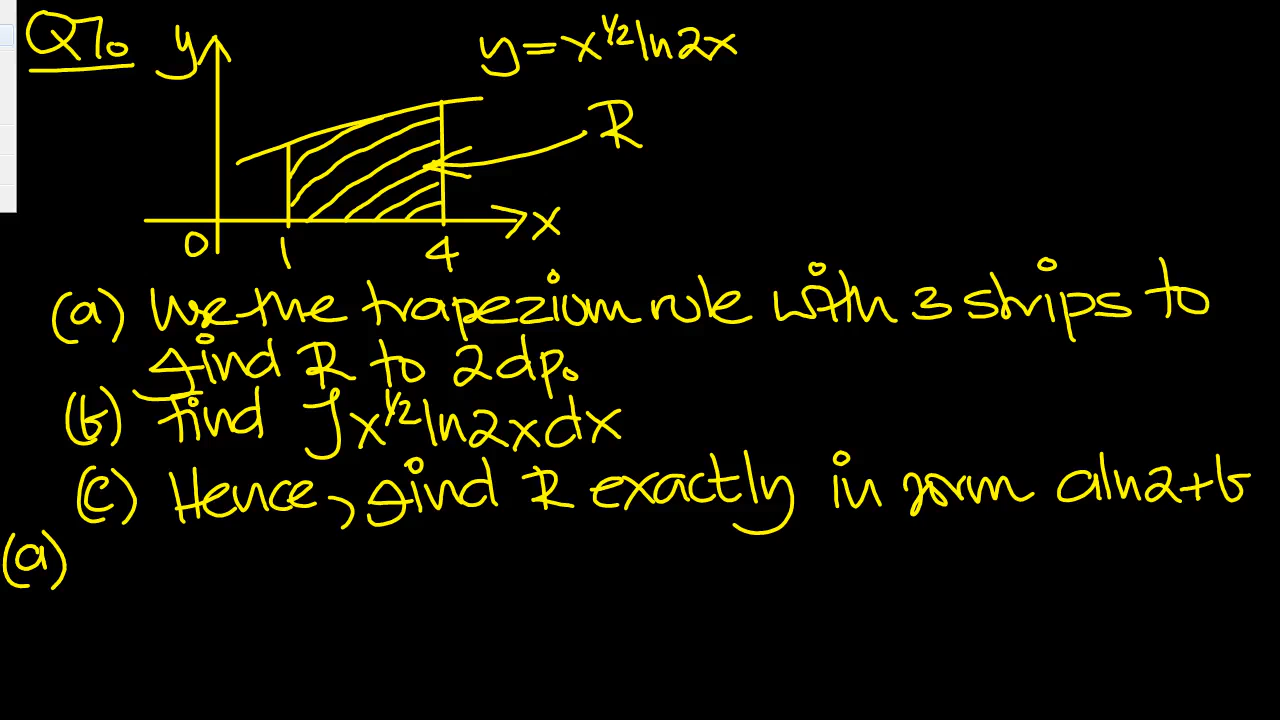 Q7.
y
y = x^{1/2} ln2x
R
0 1 4 x
(a) Use the trapezium rule with 3 strips to
find R to 2dp.
(b) Find ∫x^{1/2} ln2x dx
(c) Hence, find R exactly in form aln2+b
(a)